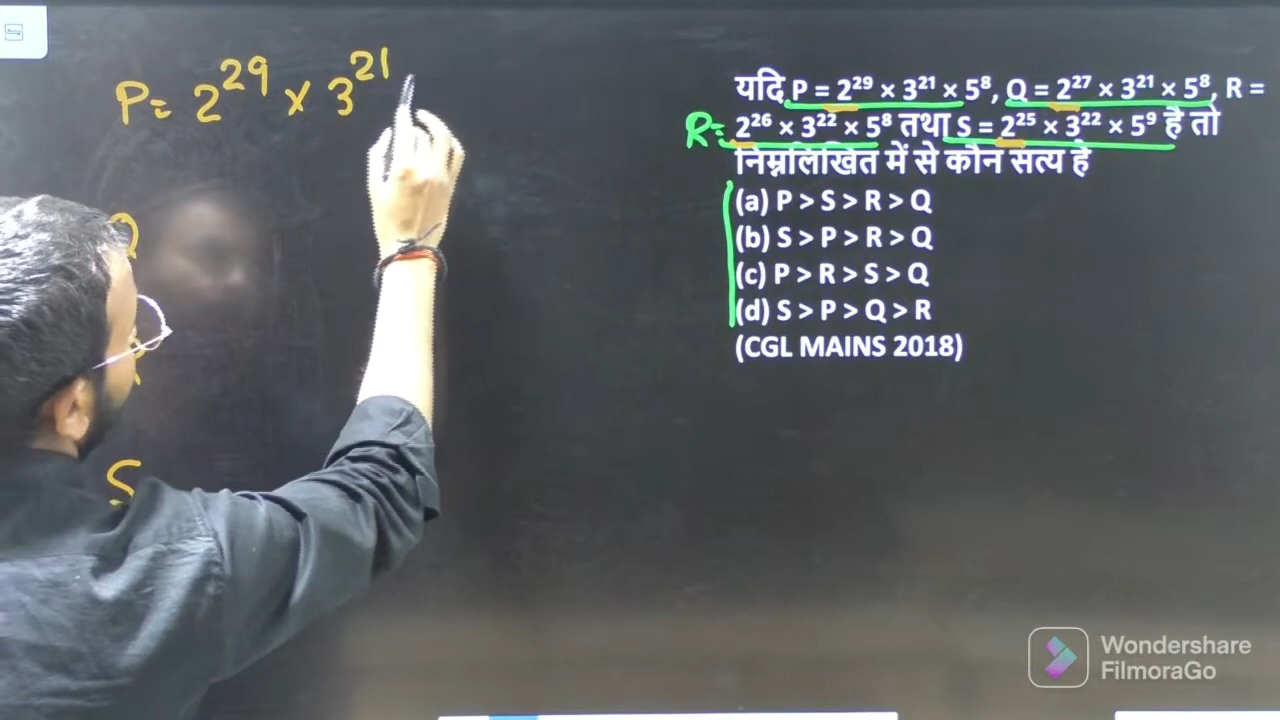 P = 2²⁹ × 3²¹
Q
S
यदि P = 2²⁹ × 3²¹ × 5⁸, Q = 2²⁷ × 3²¹ × 5⁸, R =
R= 2²⁶ × 3²² × 5⁸ तथा S = 2²⁵ × 3²² × 5⁹ है तो
निम्नलिखित में से कौन सत्य है
(a) P > S > R > Q
(b) S > P > R > Q
(c) P > R > S > Q
(d) S > P > Q > R
(CGL MAINS 2018)
Wondershare
FilmoraGo